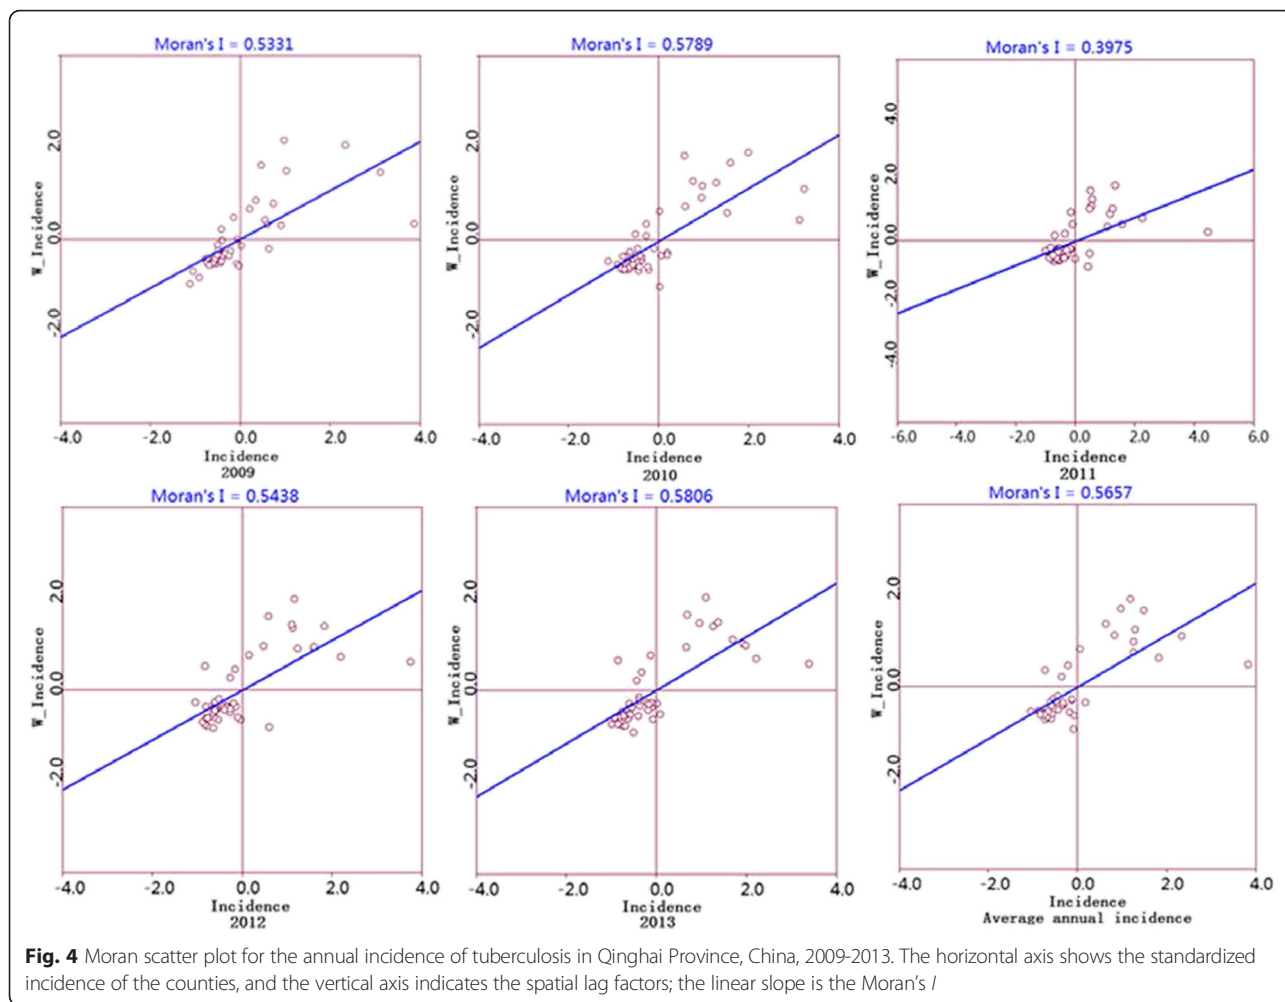 Moran's I = 0.5331
2.0
0.0
-2.0
W_Incidence
-4.0 -2.0 0.0 2.0 4.0
Incidence
2009
Moran's I = 0.5789
2.0
0.0
-2.0
W_Incidence
-4.0 -2.0 0.0 2.0 4.0
Incidence
2010
Moran's I = 0.3975
4.0
2.0
0.0
-2.0
-4.0
W_Incidence
-6.0 -4.0 -2.0 0.0 2.0 4.0 6.0
Incidence
2011
Moran's I = 0.5438
2.0
0.0
-2.0
W_Incidence
-4.0 -2.0 0.0 2.0 4.0
Incidence
2012
Moran's I = 0.5806
2.0
0.0
-2.0
W_Incidence
-4.0 -2.0 0.0 2.0 4.0
Incidence
2013
Moran's I = 0.5657
2.0
0.0
-2.0
W_Incidence
-4.0 -2.0 0.0 2.0 4.0
Incidence
Average annual incidence
Fig. 4 Moran scatter plot for the annual incidence of tuberculosis in Qinghai Province, China, 2009-2013. The horizontal axis shows the standardized
incidence of the counties, and the vertical axis indicates the spatial lag factors; the linear slope is the Moran's I